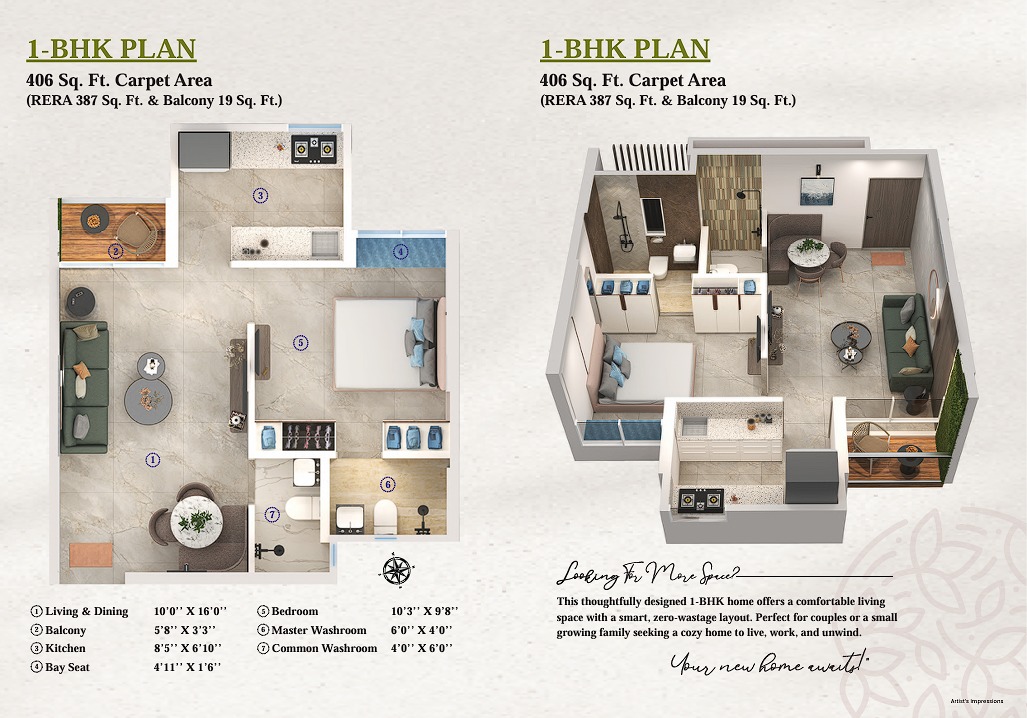 1-BHK PLAN
406 Sq. Ft. Carpet Area
(RERA 387 Sq. Ft. & Balcony 19 Sq. Ft.)
3
2
4
5
1
6
7
1 Living & Dining 10'0'' X 16'0''
2 Balcony 5'8'' X 3'3''
3 Kitchen 8'5'' X 6'10''
4 Bay Seat 4'11'' X 1'6''
5 Bedroom 10'3'' X 9'8''
6 Master Washroom 6'0'' X 4'0''
7 Common Washroom 4'0'' X 6'0''
1-BHK PLAN
406 Sq. Ft. Carpet Area
(RERA 387 Sq. Ft. & Balcony 19 Sq. Ft.)
Looking For More Space?
This thoughtfully designed 1-BHK home offers a comfortable living
space with a smart, zero-wastage layout. Perfect for couples or a small
growing family seeking a cozy home to live, work, and unwind.
Your new home awaits!"
Artist's impressions